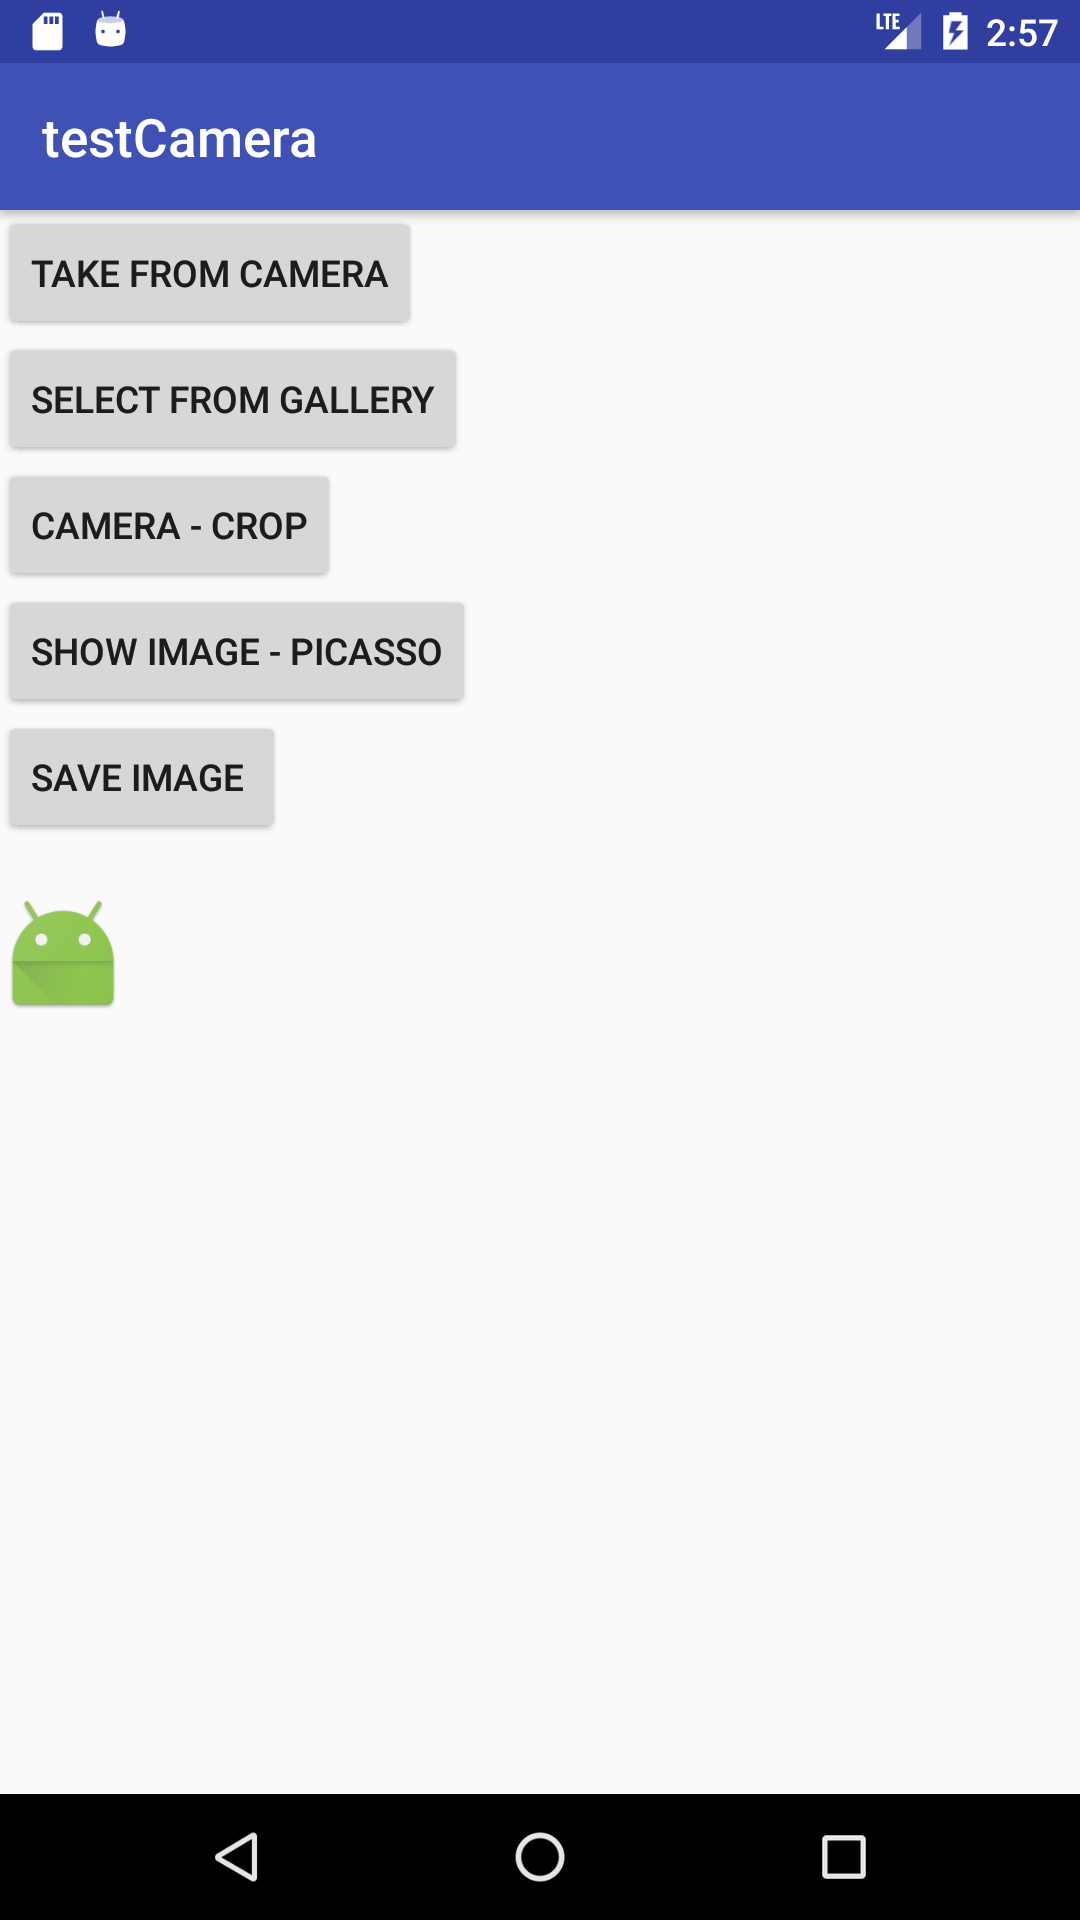 LTE 2:57
testCamera
TAKE FROM CAMERA
SELECT FROM GALLERY
CAMERA - CROP
SHOW IMAGE - PICASSO
SAVE IMAGE